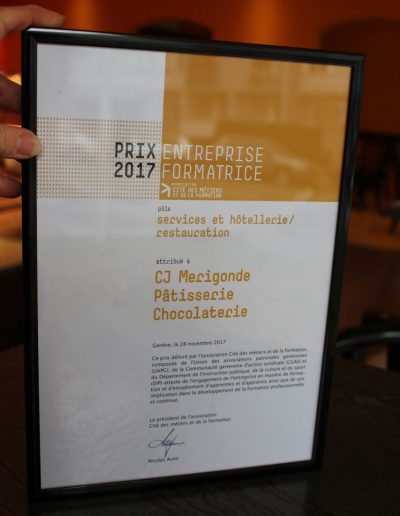 PRIX ENTREPRISE
2017 FORMATRICE
ASSOCIATION
CITÉ DES MÉTIERS
ET DE LA FORMATION
pôle
services et hôtellerie/
restauration
attribué à
CJ Merigonde
Pâtisserie
Chocolaterie
Genève, le 28 novembre 2017
Ce prix délivré par l'association Cité des métiers et de la formation,
composée de l'Union des associations patronales genevoises
(UAPG), de la Communauté genevoise d'action syndicale (CGAS) et
du Département de l'instruction publique, de la culture et du sport
(DIP) atteste de l'engagement de l'entreprise en matière de forma-
tion et d'encadrement d'apprenties et d'apprentis ainsi que de son
implication dans le développement de la formation professionnelle
et continue.
Le président de l'association
Cité des métiers et de la formation
Nicolas